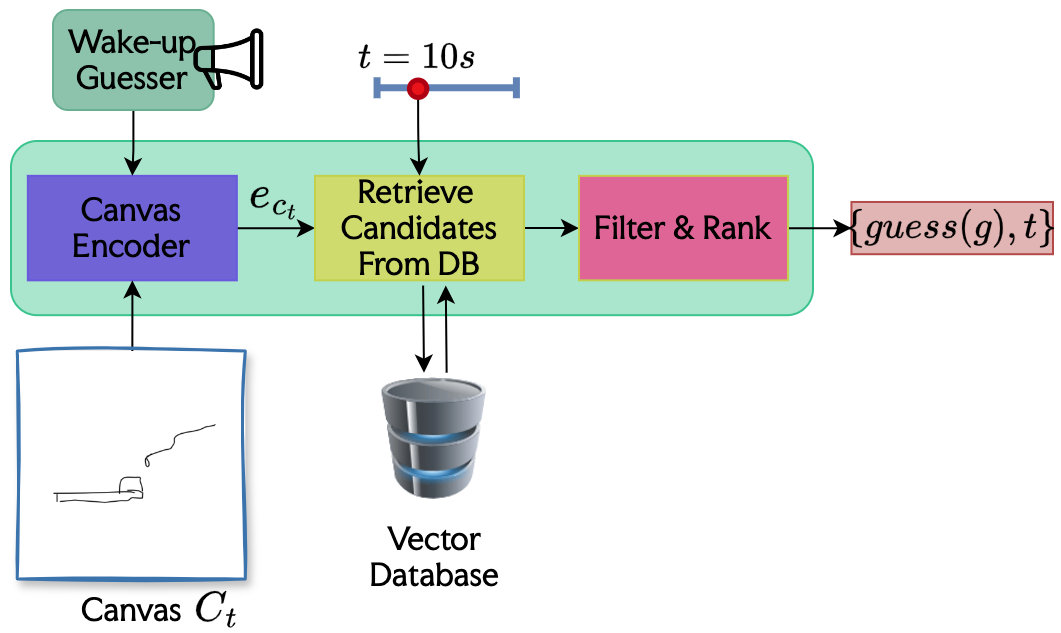 Wake-up
Guesser
t = 10s
Canvas
Encoder
e_{c_t}
Retrieve
Candidates
From DB
Filter & Rank
{guess(g), t}
Vector
Database
Canvas C_t